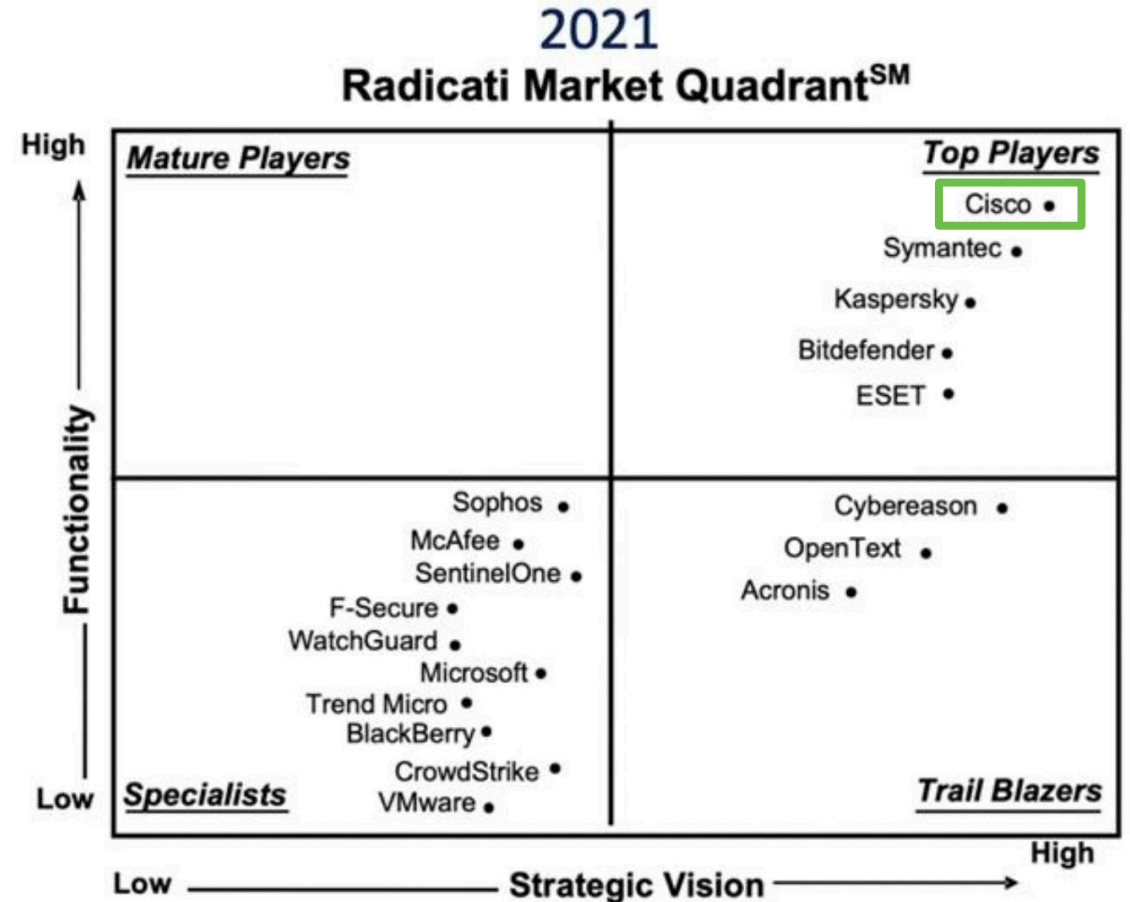 2021
Radicati Market QuadrantSM
High
Mature Players
Top Players
Cisco
Symantec
Kaspersky
Bitdefender
ESET
Functionality
Sophos
McAfee
SentinelOne
F-Secure
WatchGuard
Microsoft
Trend Micro
BlackBerry
CrowdStrike
VMware
Cybereason
OpenText
Acronis
Low
Specialists
Trail Blazers
High
Low
Strategic Vision